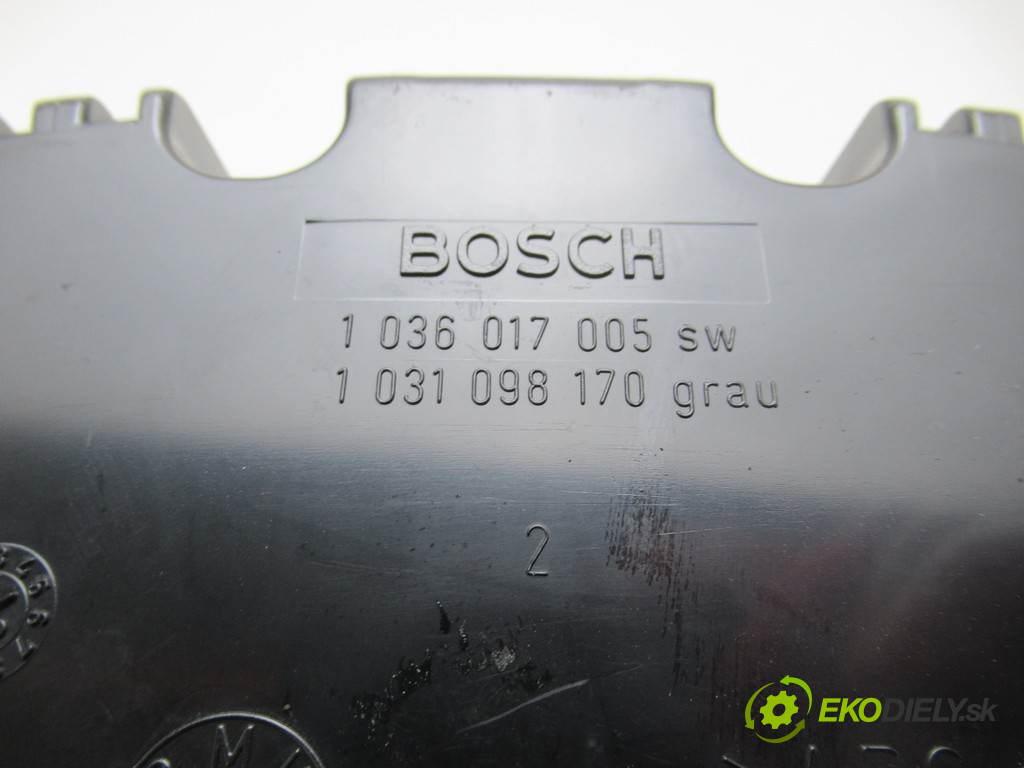 BOSCH
1 036 017 005 sw
1 031 098 170 grau
2
EKODIELY.sk